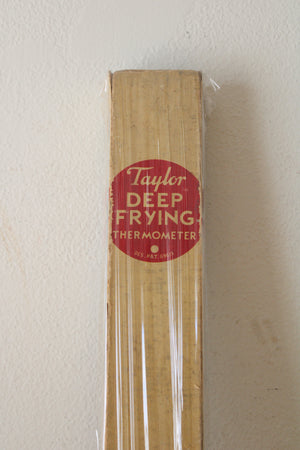 Taylor
DEEP
FRYING
THERMOMETER